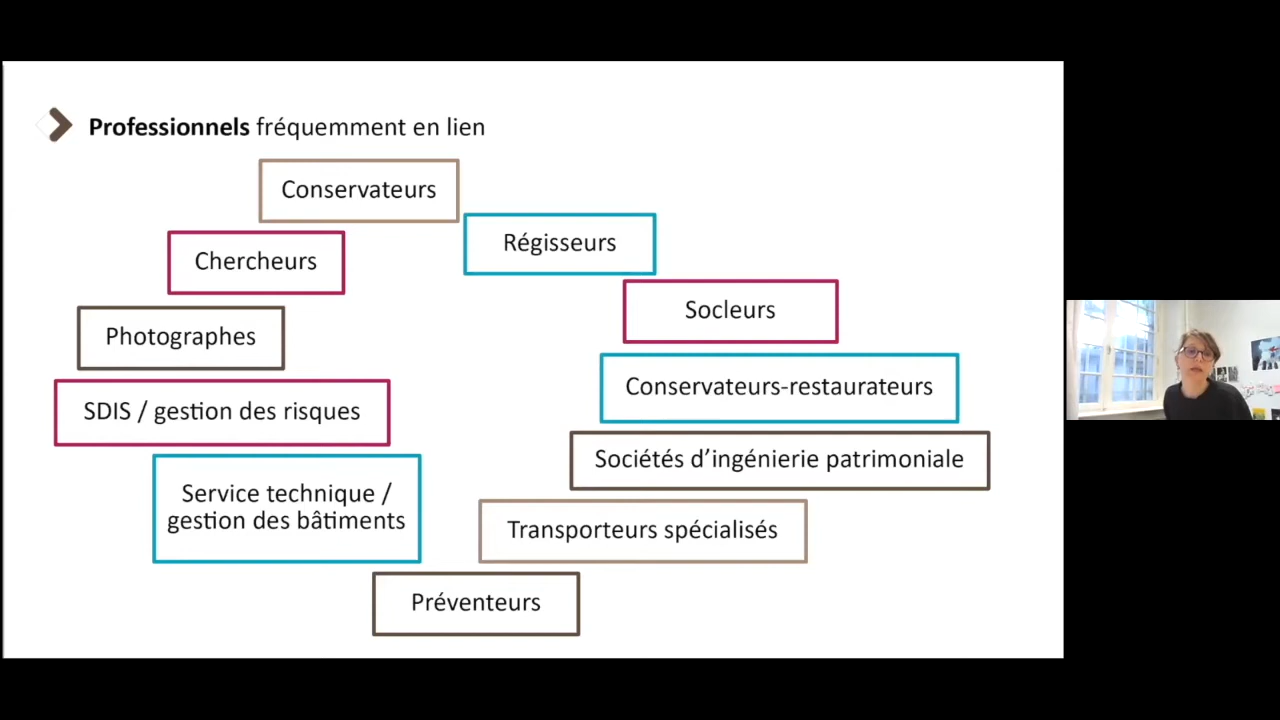 Professionnels fréquemment en lien
Conservateurs
Régisseurs
Chercheurs
Socleurs
Photographes
Conservateurs-restaurateurs
SDIS / gestion des risques
Sociétés d’ingénierie patrimoniale
Service technique /
gestion des bâtiments
Transporteurs spécialisés
Préventeurs